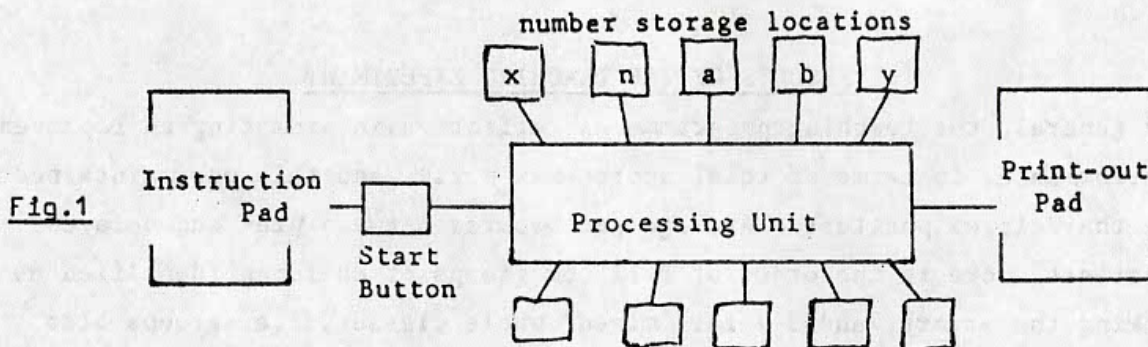 number storage locations
x n a b y
Instruction Pad
Start Button
Processing Unit
Print-out Pad
Fig.1